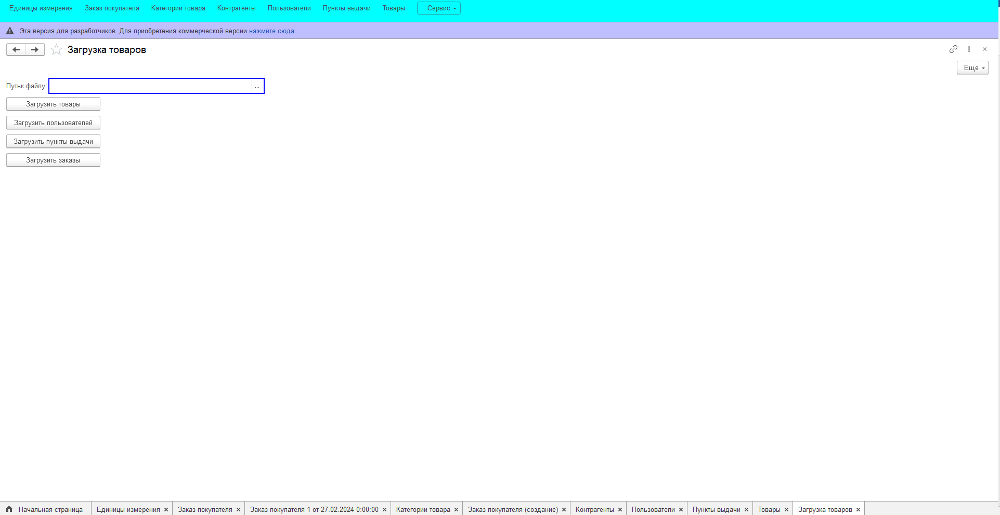 Единицы измерения Заказ покупателя Категории товара Контрагенты Пользователи Пункты выдачи Товары Сервис
Эта версия для разработчиков. Для приобретения коммерческой версии нажмите сюда.
Загрузка товаров
Еще
Путьк файлу: ...
Загрузить товары
Загрузить пользователей
Загрузить пункты выдачи
Загрузить заказы
Начальная страница Единицы измерения Заказ покупателя Заказ покупателя 1 от 27.02.2024 0:00:00 Категории товара Заказ покупателя (создание) Контрагенты Пользователи Пункты выдачи Товары Загрузка товаров